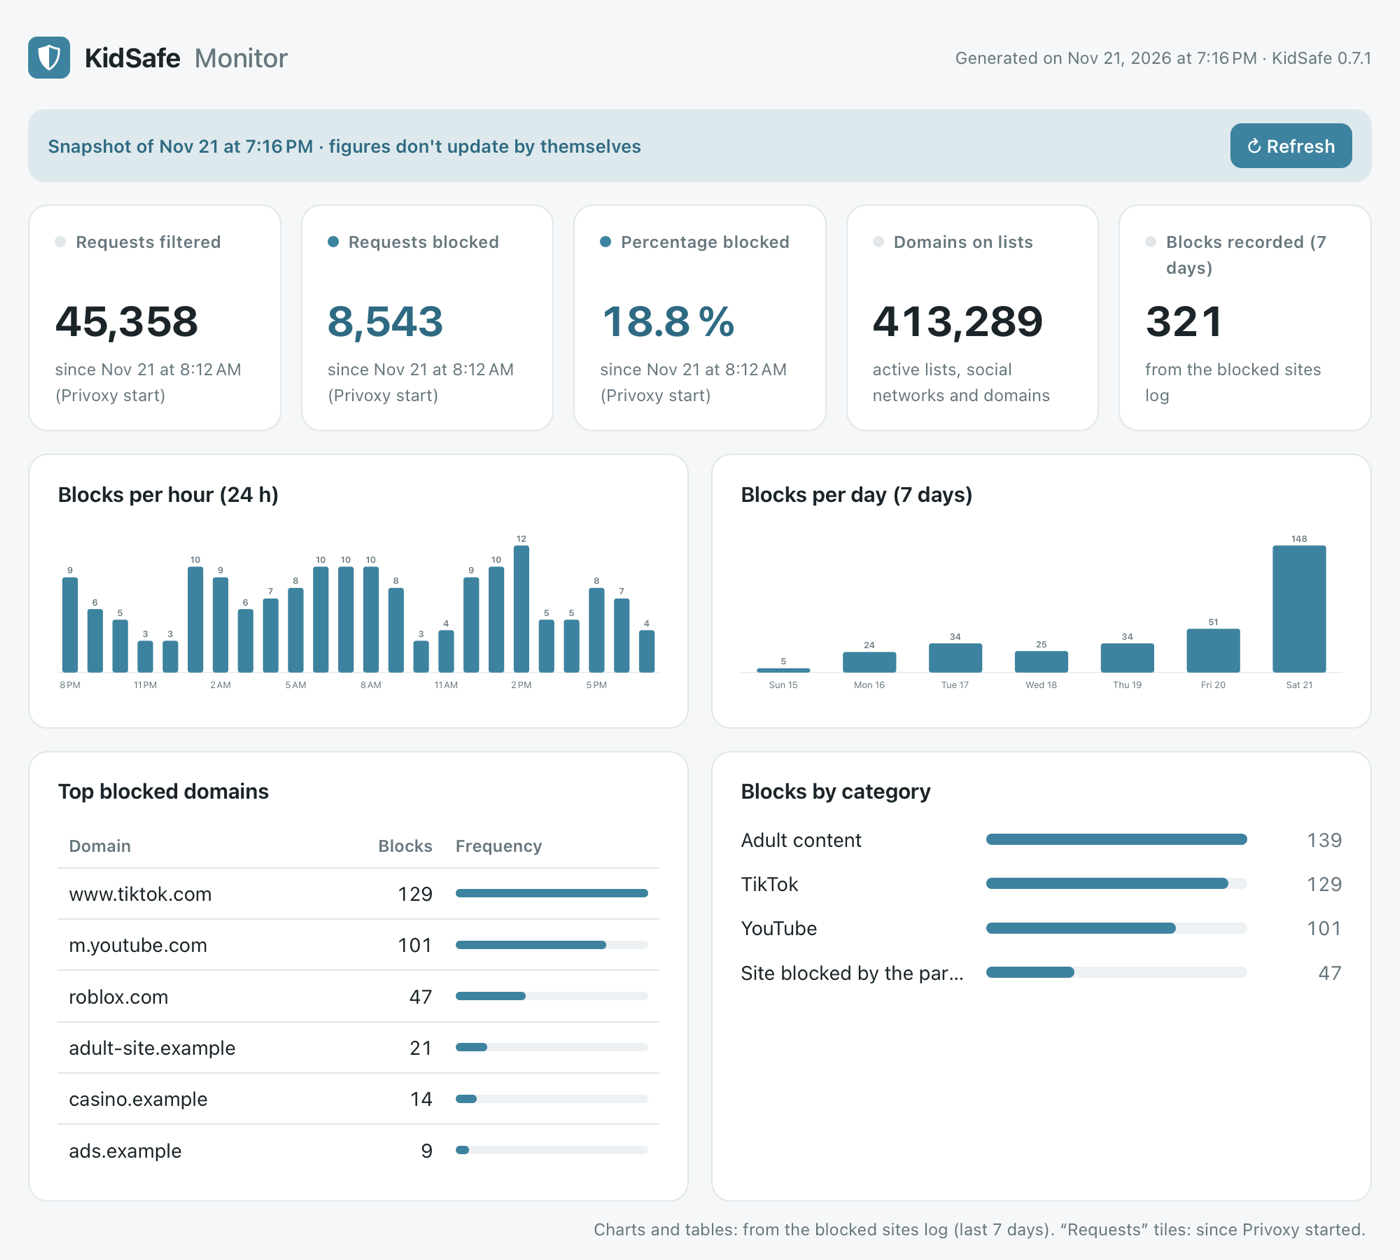 KidSafe Monitor
Generated on Nov 21, 2026 at 7:16 PM · KidSafe 0.7.1
Snapshot of Nov 21 at 7:16 PM · figures don't update by themselves
↻ Refresh
Requests filtered
45,358
since Nov 21 at 8:12 AM
(Privoxy start)
Requests blocked
8,543
since Nov 21 at 8:12 AM
(Privoxy start)
Percentage blocked
18.8 %
since Nov 21 at 8:12 AM
(Privoxy start)
Domains on lists
413,289
active lists, social
networks and domains
Blocks recorded (7
days)
321
from the blocked sites
log
Blocks per hour (24 h)
9 6 5 3 3 10 9 6 7 8 10 10 10 8 3 4 9 10 12 5 5 8 7 4
8 PM 11 PM 2 AM 5 AM 8 AM 11 AM 2 PM 5 PM
Blocks per day (7 days)
5 24 34 25 34 51 148
Sun 15 Mon 16 Tue 17 Wed 18 Thu 19 Fri 20 Sat 21
Top blocked domains
Domain Blocks Frequency
www.tiktok.com 129
m.youtube.com 101
roblox.com 47
adult-site.example 21
casino.example 14
ads.example 9
Blocks by category
Adult content 139
TikTok 129
YouTube 101
Site blocked by the par... 47
Charts and tables: from the blocked sites log (last 7 days). “Requests” tiles: since Privoxy started.